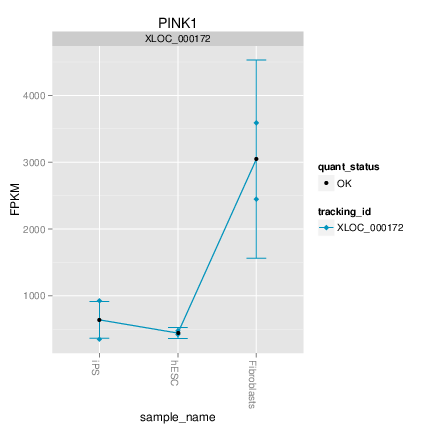 PINK1
XLOC_000172
4000
3000
2000
1000
FPKM
iPS
hESC
Fibroblasts
sample_name
quant_status
OK
tracking_id
XLOC_000172